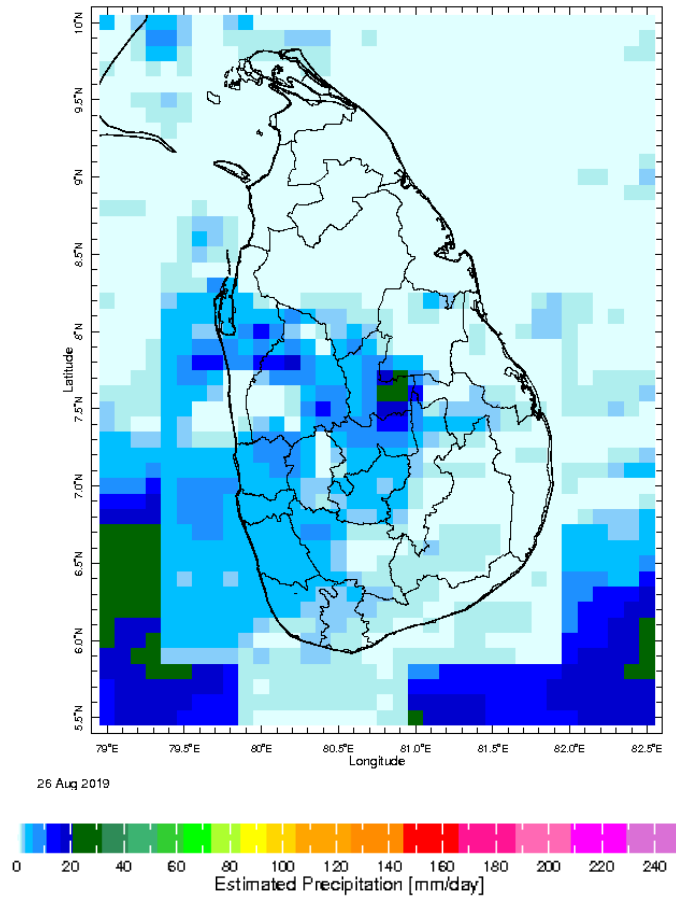 10°N
9.5°N
9°N
8.5°N
8°N
7.5°N
7.0°N
6.5°N
6.0°N
5.5°N
Latitude
79°E 79.5°E 80°E 80.5°E 81.0°E 81.5°E 82.0°E 82.5°E
Longitude
26 Aug 2019
0 20 40 60 80 100 120 140 160 180 200 220 240
Estimated Precipitation [mm/day]